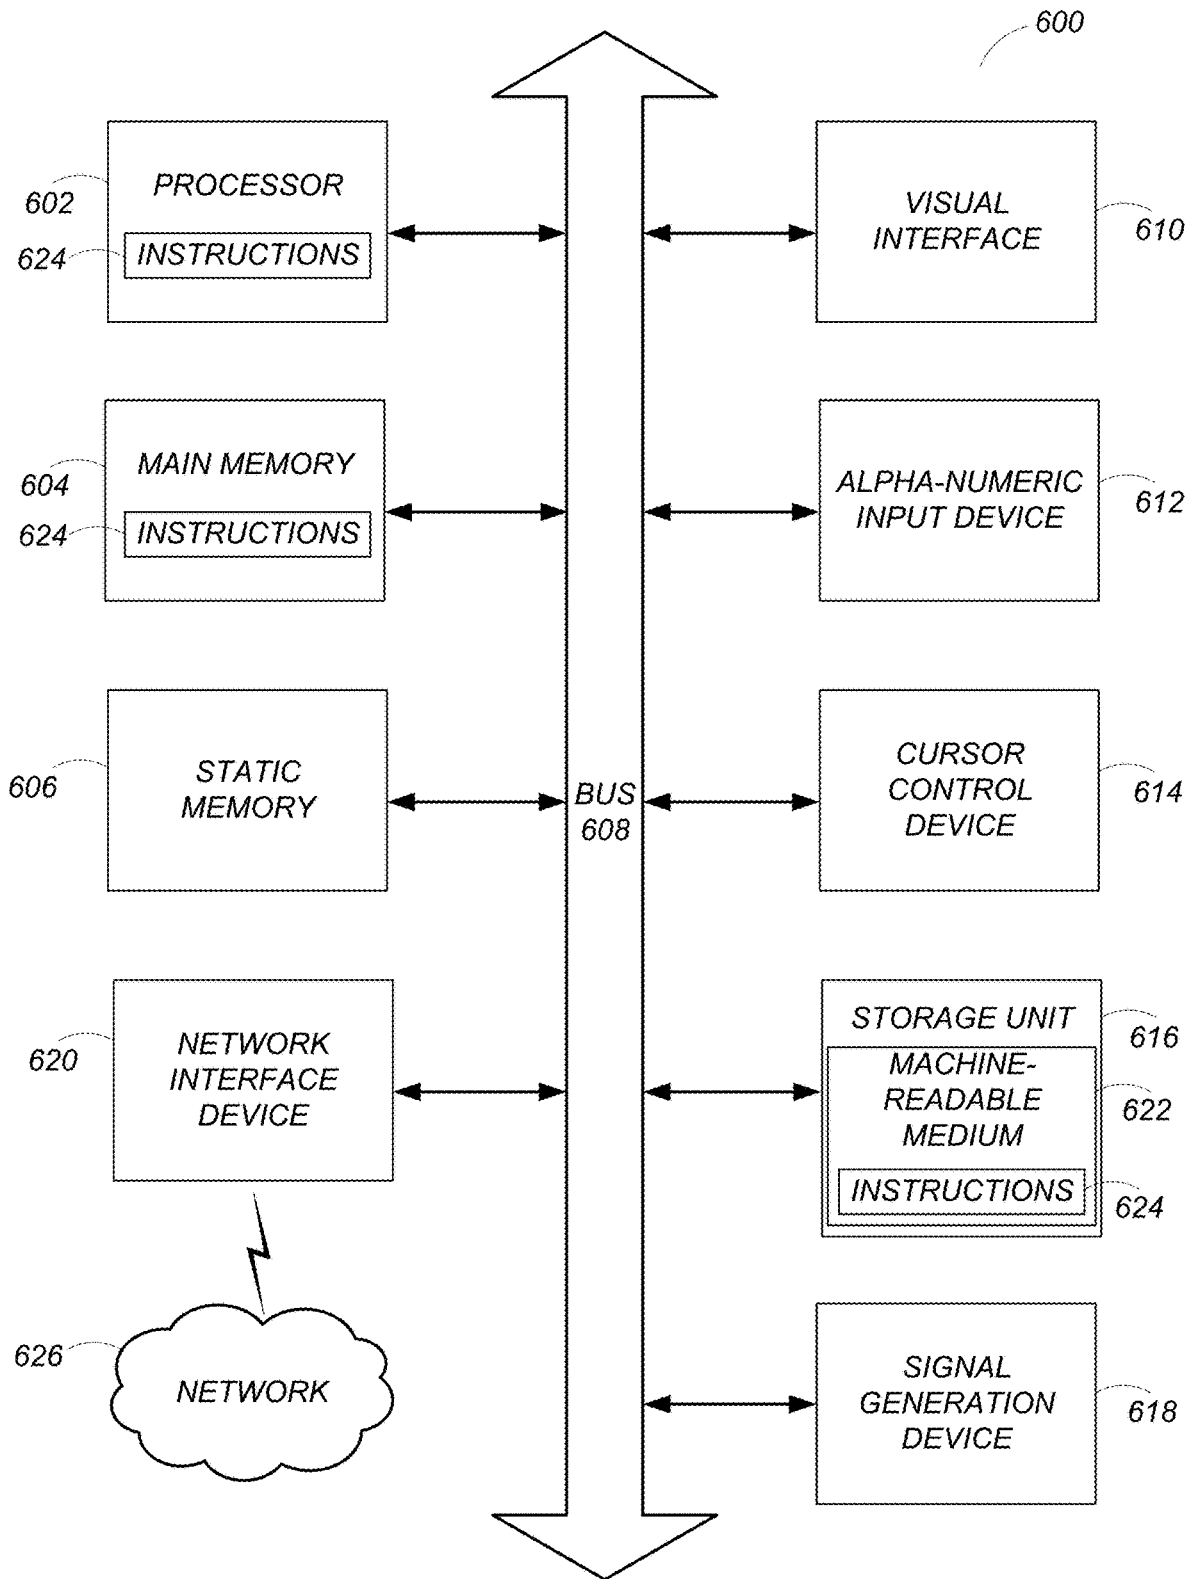 600
PROCESSOR
602
INSTRUCTIONS
624
VISUAL
INTERFACE
610
MAIN MEMORY
604
INSTRUCTIONS
624
ALPHA-NUMERIC
INPUT DEVICE
612
STATIC
MEMORY
606
BUS
608
CURSOR
CONTROL
DEVICE
614
NETWORK
INTERFACE
DEVICE
620
STORAGE UNIT
616
MACHINE-
READABLE
MEDIUM
622
INSTRUCTIONS
624
626
NETWORK
SIGNAL
GENERATION
DEVICE
618